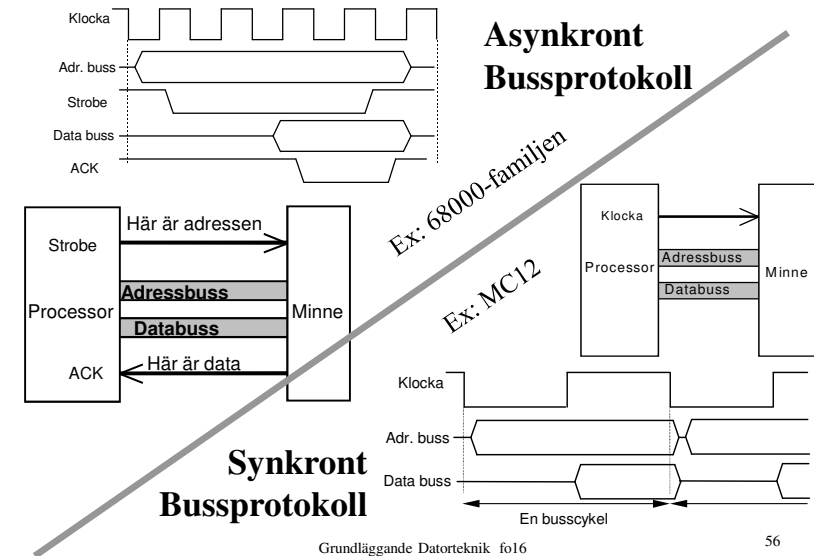 Asynkront
Bussprotokoll
Klocka
Adr. buss
Strobe
Data buss
ACK
Ex: 68000-familjen
Strobe
Här är adressen
Adressbuss
Processor
Minne
Databuss
ACK
Här är data
Klocka
Processor
Adressbuss
Minne
Databuss
Ex: MC12
Klocka
Adr. buss
Data buss
En busscykel
Synkront
Bussprotokoll
Grundläggande Datorteknik fo16
56